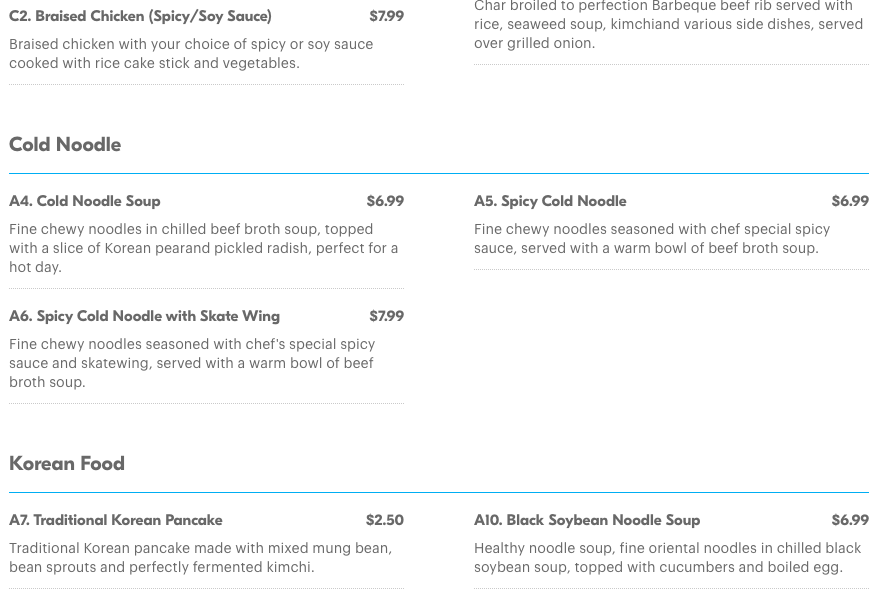 C2. Braised Chicken (Spicy/Soy Sauce) $7.99
Braised chicken with your choice of spicy or soy sauce
cooked with rice cake stick and vegetables.
Char broiled to perfection Barbeque beef rib served with
rice, seaweed soup, kimchiand various side dishes, served
over grilled onion.
Cold Noodle
A4. Cold Noodle Soup $6.99
Fine chewy noodles in chilled beef broth soup, topped
with a slice of Korean pearand pickled radish, perfect for a
hot day.
A5. Spicy Cold Noodle $6.99
Fine chewy noodles seasoned with chef special spicy
sauce, served with a warm bowl of beef broth soup.
A6. Spicy Cold Noodle with Skate Wing $7.99
Fine chewy noodles seasoned with chef's special spicy
sauce and skatewing, served with a warm bowl of beef
broth soup.
Korean Food
A7. Traditional Korean Pancake $2.50
Traditional Korean pancake made with mixed mung bean,
bean sprouts and perfectly fermented kimchi.
A10. Black Soybean Noodle Soup $6.99
Healthy noodle soup, fine oriental noodles in chilled black
soybean soup, topped with cucumbers and boiled egg.